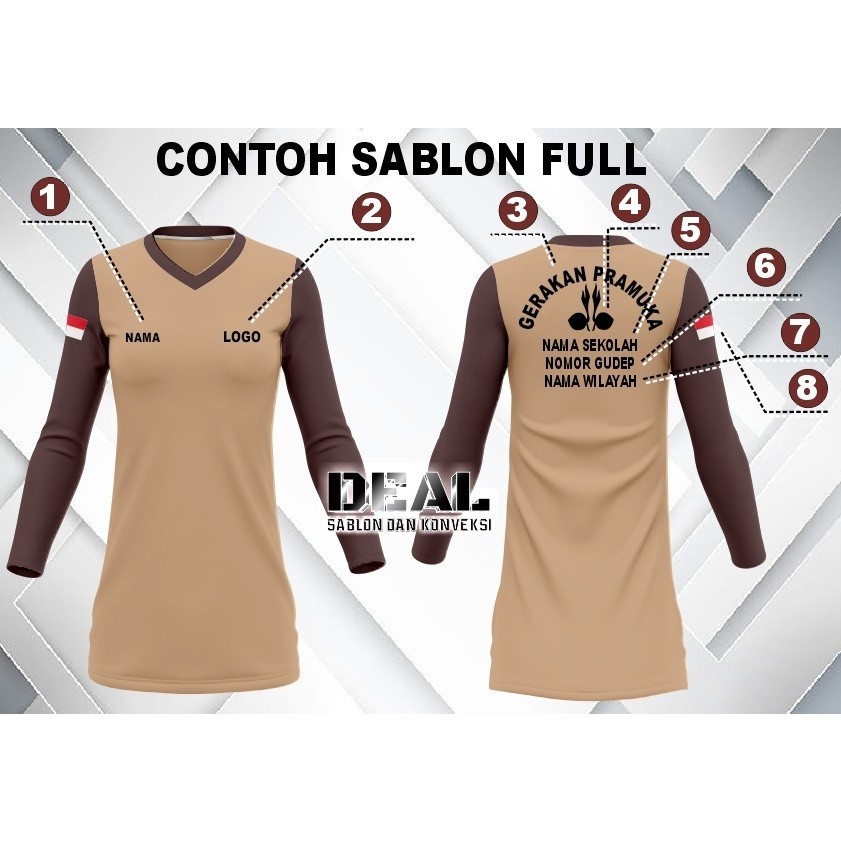 CONTOH SABLON FULL
1
2
3
4
5
6
7
8
NAMA
LOGO
GERAKAN PRAMUKA
NAMA SEKOLAH
NOMOR GUDEP
NAMA WILAYAH
DEAL
SABLON DAN KONVEKSI